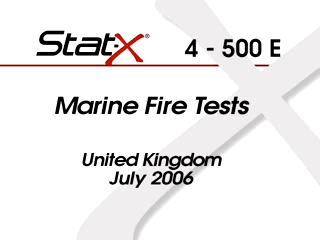 Stat-X® 4 - 500 E
Marine Fire Tests
United Kingdom
July 2006